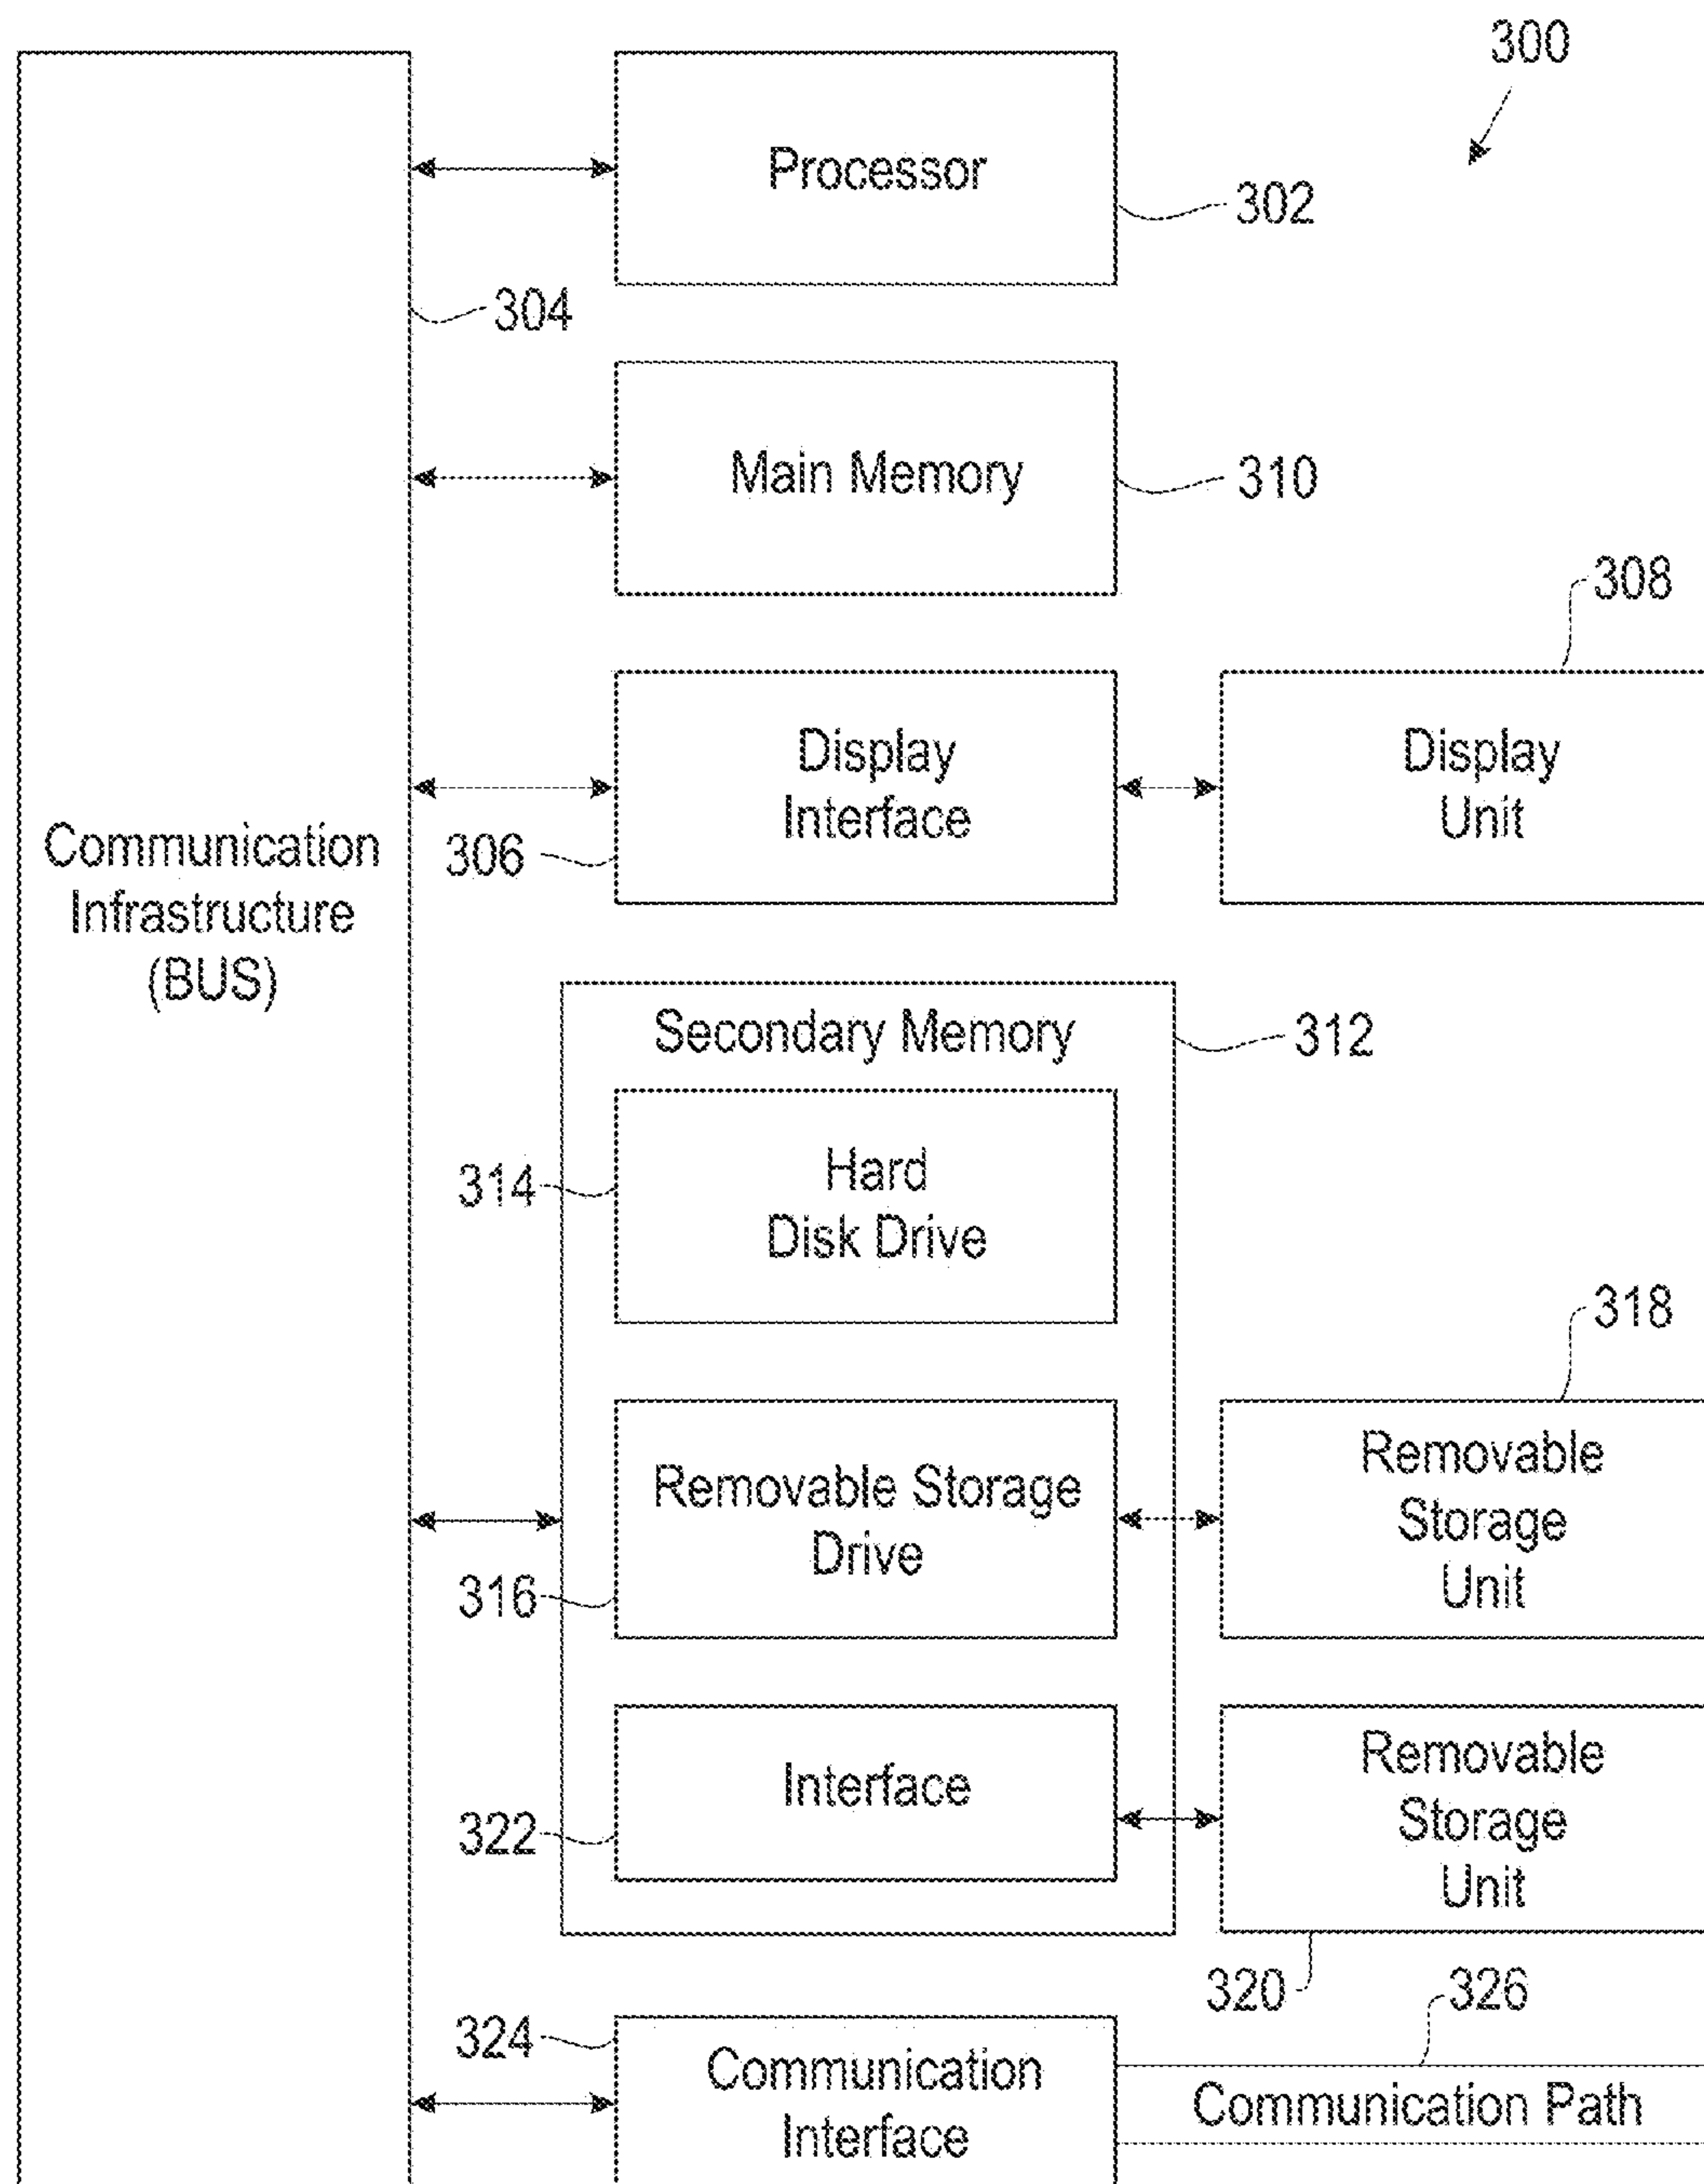 300
Processor
302
304
Main Memory
310
308
Display
Interface
306
Display
Unit
Communication
Infrastructure
(BUS)
Secondary Memory
312
Hard
Disk Drive
314
318
Removable Storage
Drive
316
Removable
Storage
Unit
Interface
322
Removable
Storage
Unit
320
326
324
Communication
Interface
Communication Path